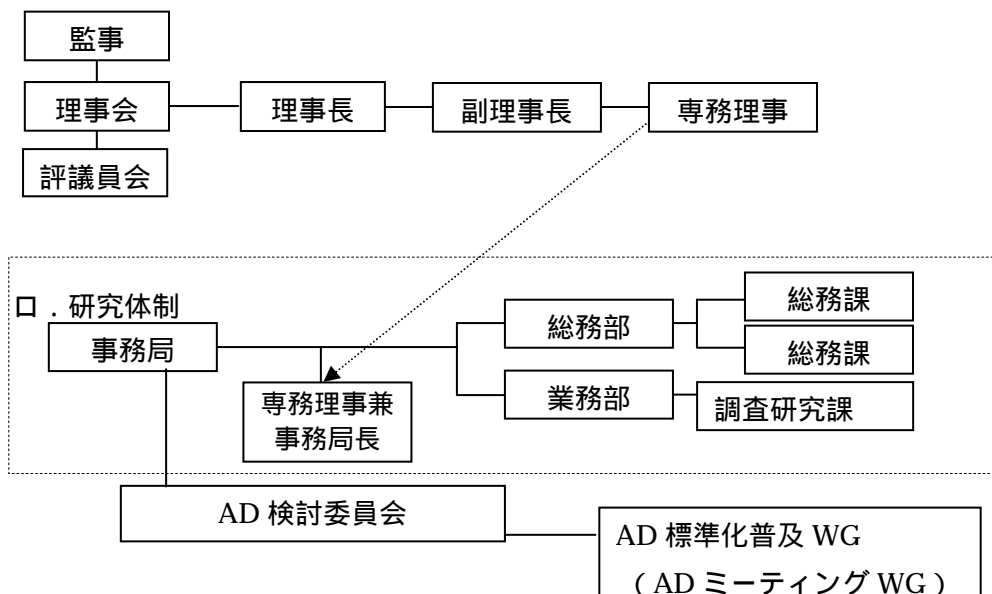 監事
理事会
理事長
副理事長
専務理事
評議員会
ロ．研究体制
事務局
専務理事兼
事務局長
総務部
総務課
総務課
業務部
調査研究課
AD 検討委員会
AD 標準化普及 WG
（AD ミーティング WG）